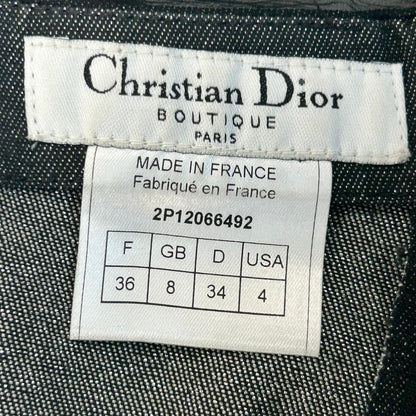 Christian Dior
BOUTIQUE
PARIS
MADE IN FRANCE
Fabriqué en France
2P12066492
F GB D USA
36 8 34 4